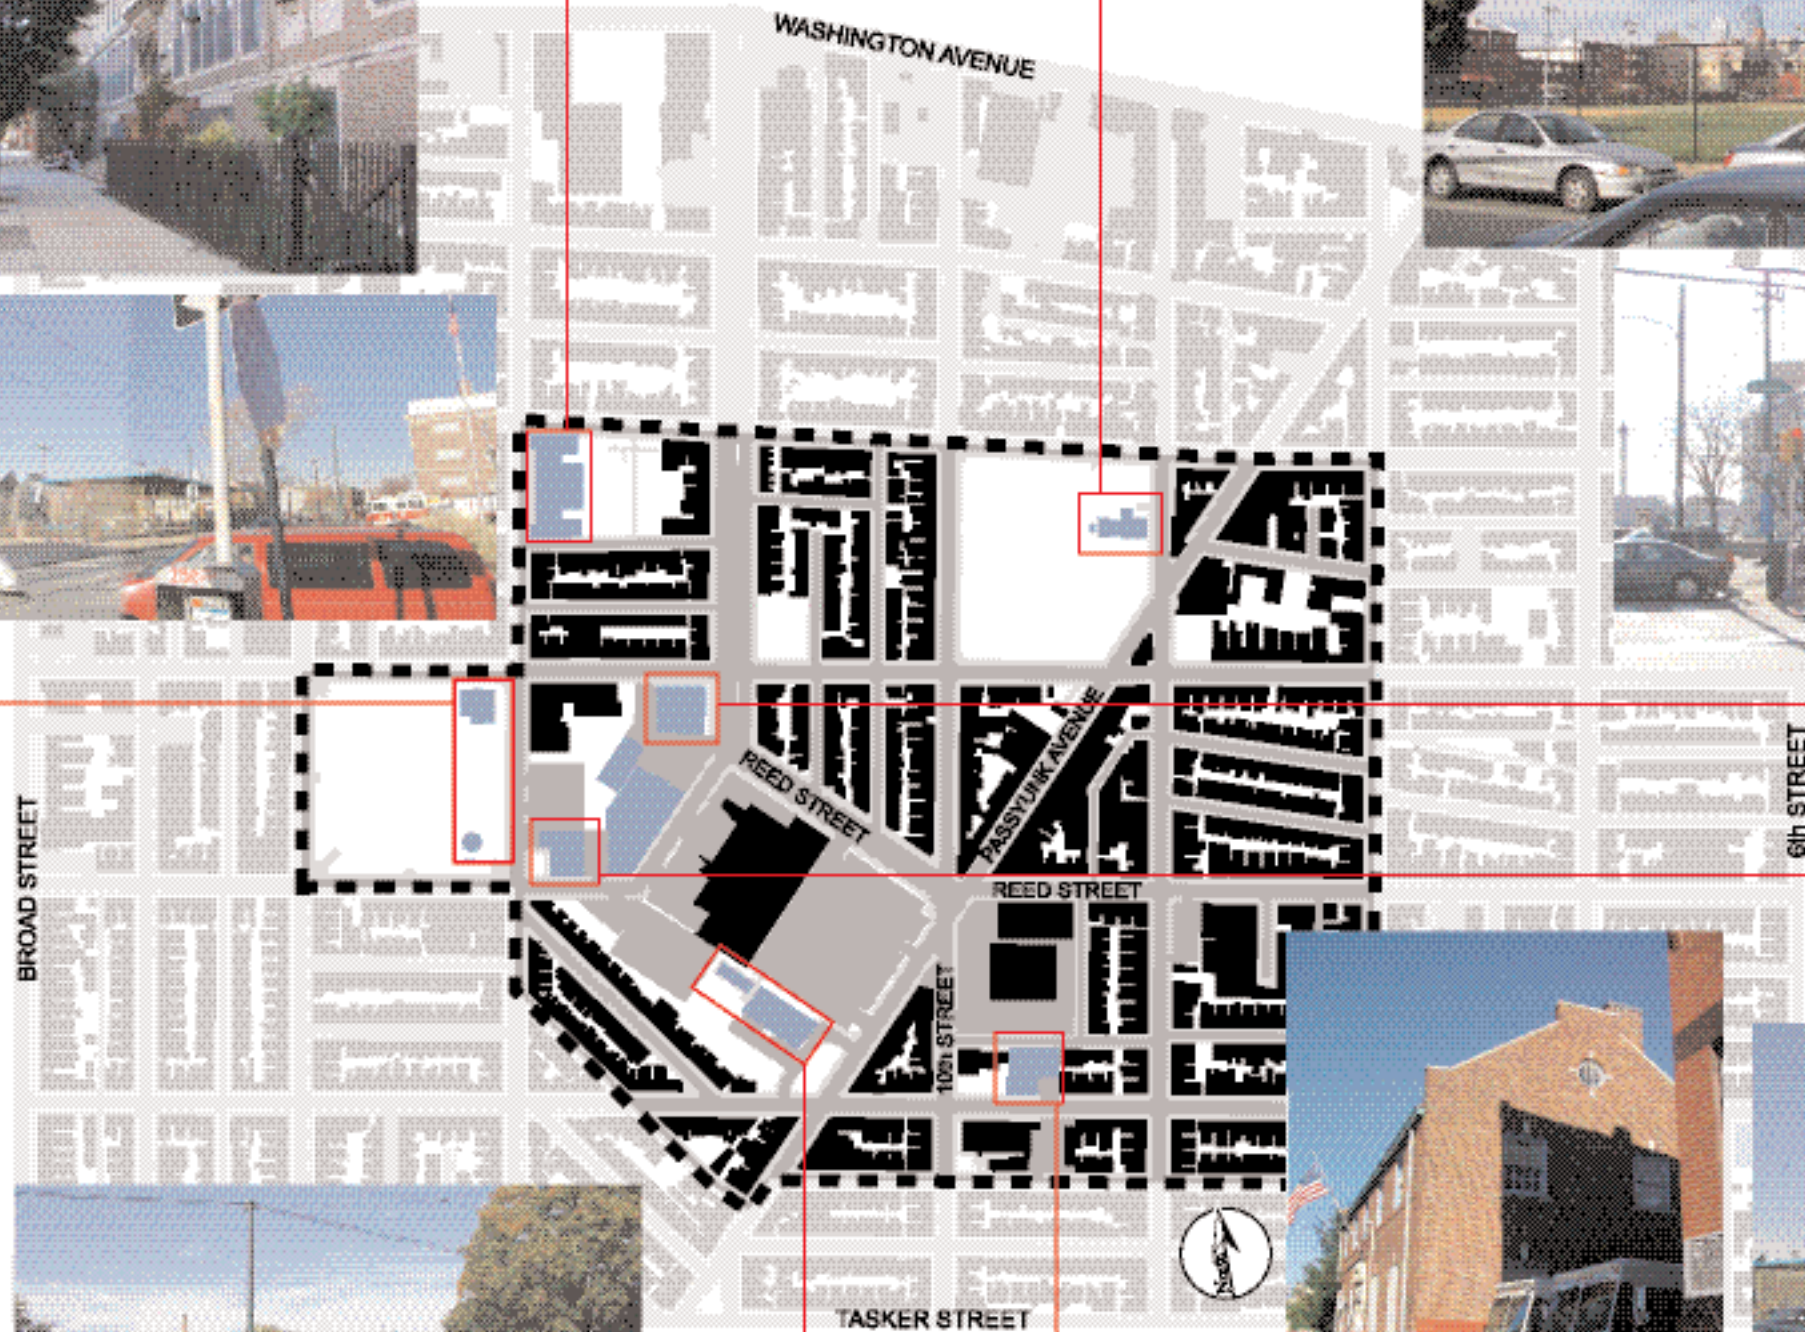 WASHINGTON AVENUE
REED STREET
PASSYUNK AVENUE
REED STREET
BROAD STREET
6th STREET
10th STREET
TASKER STREET